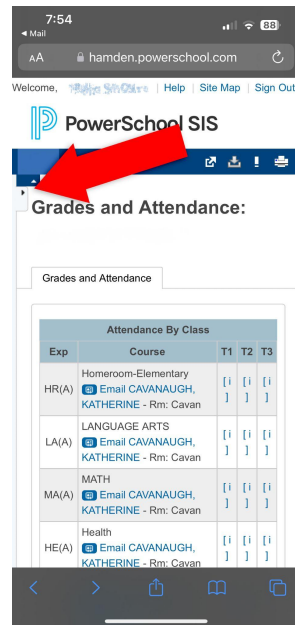 7:54
88
Mail
AA hamden.powerschool.com
Welcome, | Help | Site Map | Sign Out
PowerSchool SIS
Grades and Attendance:
Grades and Attendance
Attendance By Class
Exp Course T1 T2 T3
Homeroom-Elementary
HR(A) Email CAVANAUGH, [ i ] [ i ] [ i ]
KATHERINE - Rm: Cavan
LANGUAGE ARTS
LA(A) Email CAVANAUGH, [ i ] [ i ] [ i ]
KATHERINE - Rm: Cavan
MATH
MA(A) Email CAVANAUGH, [ i ] [ i ] [ i ]
KATHERINE - Rm: Cavan
Health
HE(A) Email CAVANAUGH, [ i ] [ i ] [ i ]
KATHERINE - Rm: Cavan